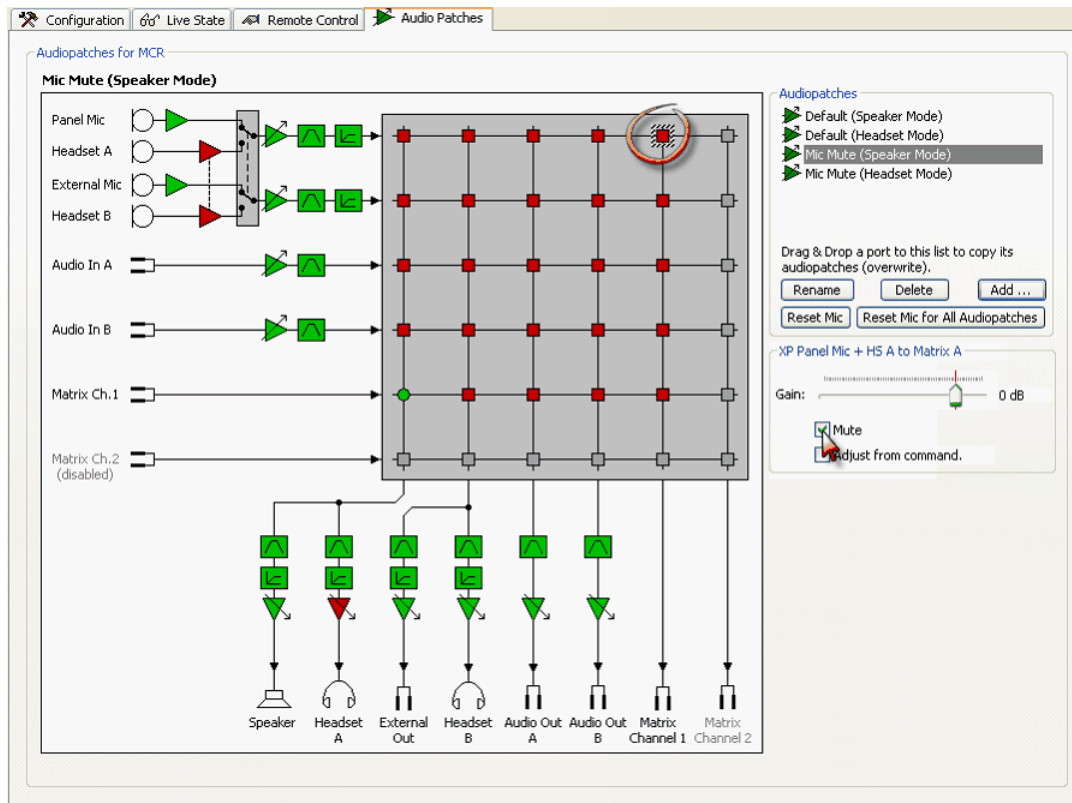 Configuration
Live State
Remote Control
Audio Patches
Audiopatches for MCR
Mic Mute (Speaker Mode)
Panel Mic
Headset A
External Mic
Headset B
Audio In A
Audio In B
Matrix Ch.1
Matrix Ch.2
(disabled)
Speaker
Headset
A
External
Out
Headset
B
Audio Out
A
Audio Out
B
Matrix
Channel 1
Matrix
Channel 2
Audiopatches
Default (Speaker Mode)
Default (Headset Mode)
Mic Mute (Speaker Mode)
Mic Mute (Headset Mode)
Drag & Drop a port to this list to copy its
audiopatches (overwrite).
Rename
Delete
Add ...
Reset Mic
Reset Mic for All Audiopatches
XP Panel Mic + HS A to Matrix A
Gain:
0 dB
Mute
Adjust from command.